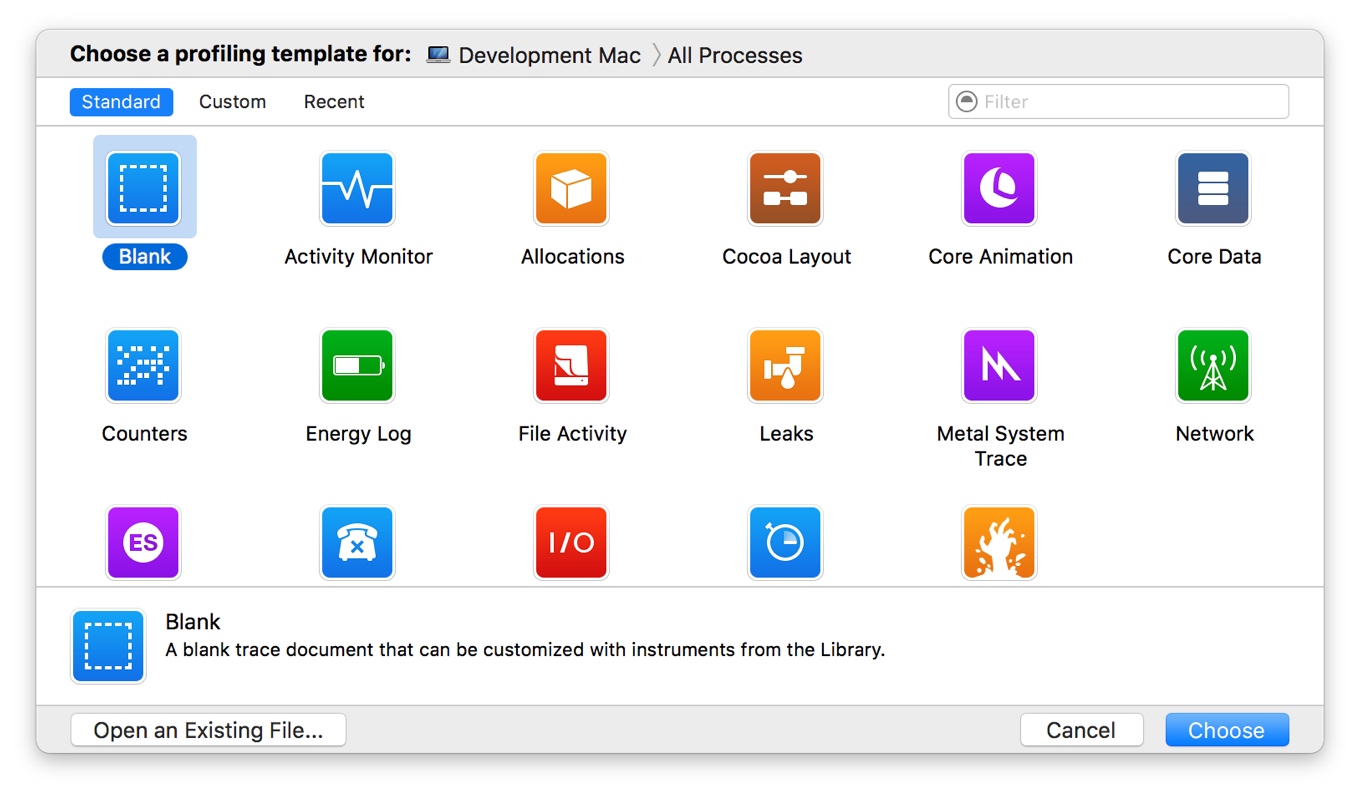 Choose a profiling template for: Development Mac 〉All Processes
Standard Custom Recent Filter
Blank Activity Monitor Allocations Cocoa Layout Core Animation Core Data
Counters Energy Log File Activity Leaks Metal System Network
Trace
ES I/O
Blank
A blank trace document that can be customized with instruments from the Library.
Open an Existing File... Cancel Choose